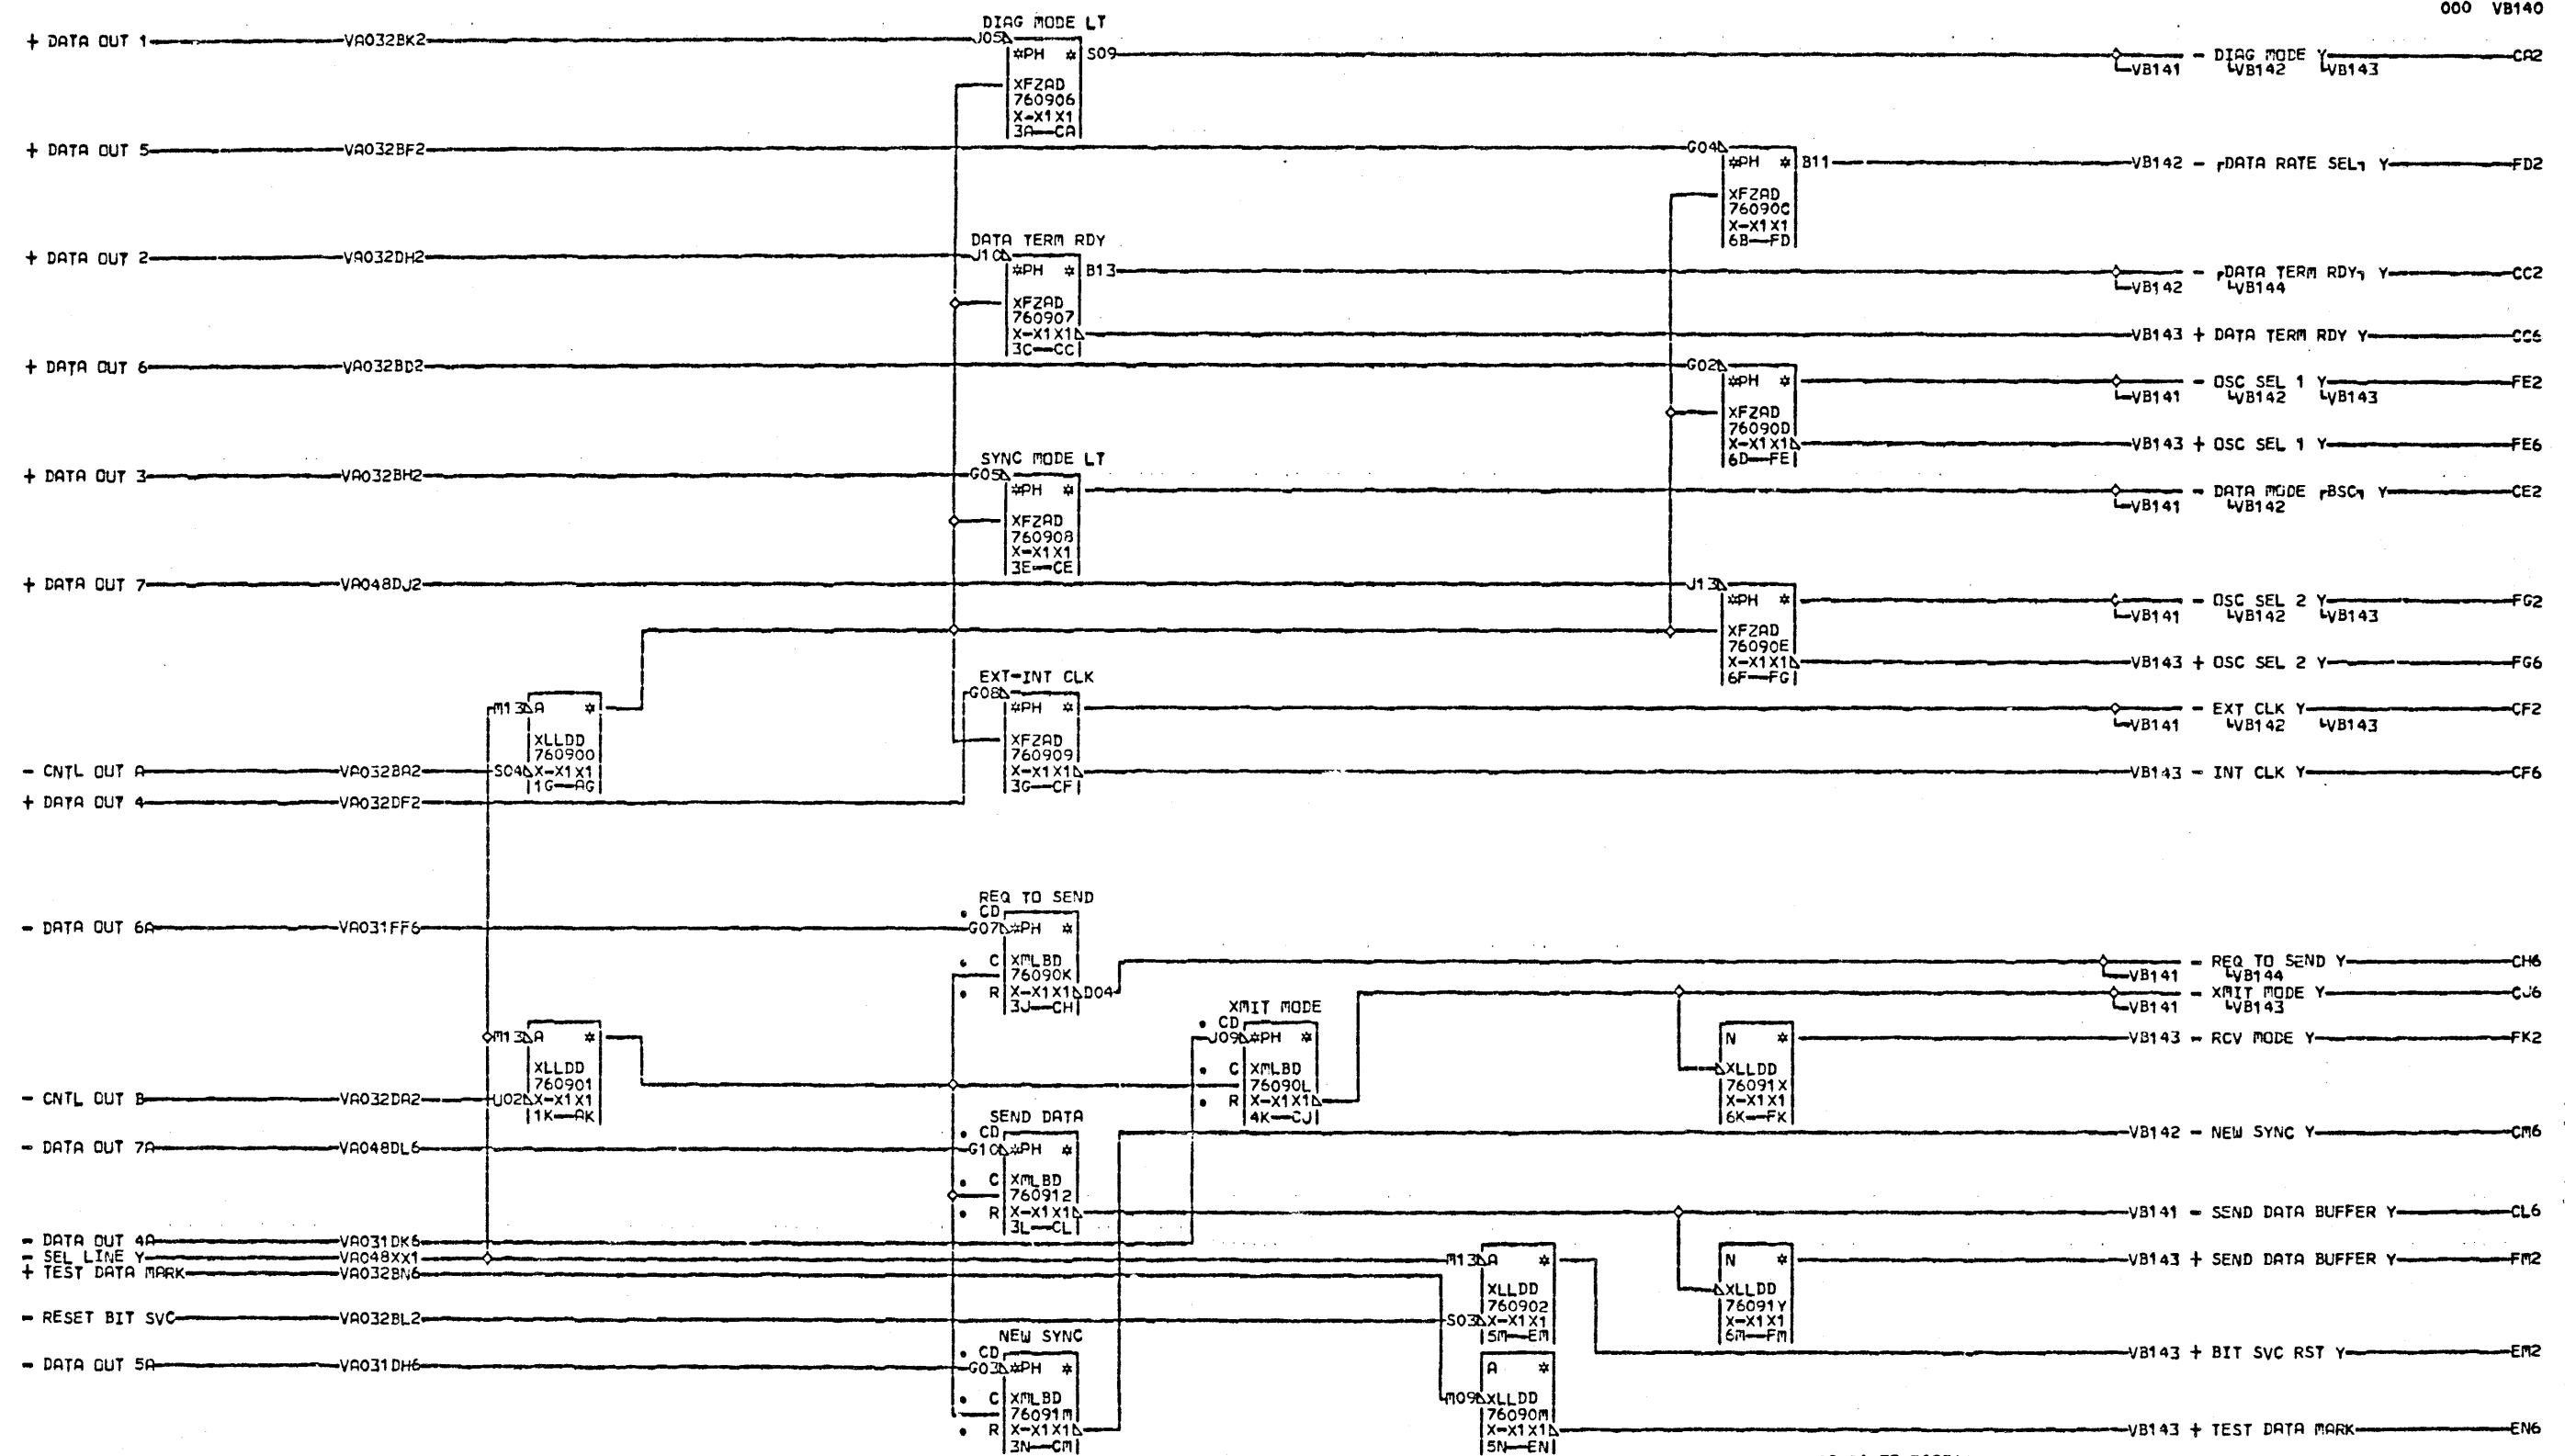 000 VB140
DIAG MODE LT
+ DATA OUT 1 VA032BK2 J05
*PH * S09
- DIAG MODE Y CA2
VB141 VB142 VB143
XFZAD
760906
X-X1X1
3A CA
+ DATA OUT 5 VA032BF2 G04
*PH * B11 VB142 - DATA RATE SEL Y FD2
XFZAD
76090C
X-X1X1
6B FD
DATA TERM RDY
+ DATA OUT 2 VA032DH2 J10
*PH * B13
- DATA TERM RDY Y CC2
VB142 VB144
XFZAD
760907
X-X1X1 VB143 + DATA TERM RDY Y CC6
3C CC
+ DATA OUT 6 VA032BD2 G02
*PH * - OSC SEL 1 Y FE2
VB141 VB142 VB143
XFZAD
76090D
X-X1X1 VB143 + OSC SEL 1 Y FE6
6D FE
SYNC MODE LT
+ DATA OUT 3 VA032BH2 G05
*PH * - DATA MODE BSC Y CE2
VB141 VB142
XFZAD
760908
X-X1X1
3E CE
+ DATA OUT 7 VA048DJ2 J13
*PH * - OSC SEL 2 Y FG2
VB141 VB142 VB143
XFZAD
76090E
X-X1X1 VB143 + OSC SEL 2 Y FG6
6F FG
EXT-INT CLK
G08
M13 A * *PH * - EXT CLK Y CF2
VB141 VB142 VB143
XLLDD XFZAD
760900 760909
- CNTL OUT A VA032BA2 S04 X-X1X1 X-X1X1 VB143 - INT CLK Y CF6
1G AG 3G CF
+ DATA OUT 4 VA032DF2
REQ TO SEND
CD
- DATA OUT 6A VA031FF6 G07 *PH *
C XMLBD - REQ TO SEND Y CH6
76090K VB141 VB144
R X-X1X1 D04 - XMIT MODE Y CJ6
3J CH VB141 VB143
XMIT MODE
CD
M13 A * J09 *PH * N * VB143 - RCV MODE Y FK2
XLLDD C XMLBD XLLDD
760901 76090L 76091X
- CNTL OUT B VA032DA2 U02 X-X1X1 R X-X1X1 X-X1X1
1K AK 4K CJ 6K FK
SEND DATA
CD VB142 - NEW SYNC Y CM6
- DATA OUT 7A VA048DL6 G10 *PH *
C XMLBD
760912
R X-X1X1 VB141 - SEND DATA BUFFER Y CL6
3L CL
- DATA OUT 4A VA031DK6
- SEL LINE Y VA048XX1 M13 A * N * VB143 + SEND DATA BUFFER Y FM2
+ TEST DATA MARK VA032BN6
XLLDD XLLDD
760902 76091Y
- RESET BIT SVC VA032BL2 S03 X-X1X1 X-X1X1
5M EM 6M FM
NEW SYNC
CD VB143 + BIT SVC RST Y EM2
- DATA OUT 5A VA031DH6 G03 *PH * A *
C XMLBD M09 XLLDD
76091M 76090M
R X-X1X1 X-X1X1 VB143 + TEST DATA MARK EN6
3N CM 5N EN